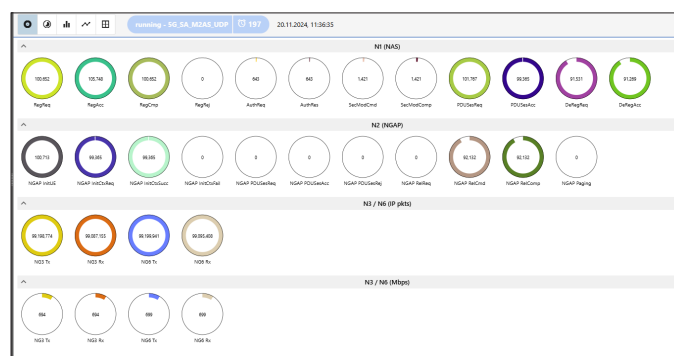 running - 5G_SA_M2AS_UDP 197 20.11.2024, 11:36:35
N1 (NAS)
100,652 105,748 100,652 0 643 643 1,421 1,421 101,767 99,365 91,531 91,269
RegReq RegAcc RegCmp RegRej AuthReq AuthRes SecModCmd SecModComp PDUSesReq PDUSesAcc DeRegReq DeRegAcc
N2 (NGAP)
100,713 99,365 99,355 0 0 0 0 0 92,132 92,132 0
NGAP InitUE NGAP InitCtxReq NGAP InitCtxSucc NGAP InitCtxFail NGAP PDUSesReq NGAP PDUSesAcc NGAP PDUSesRej NGAP RelReq NGAP RelCmd NGAP RelComp NGAP Paging
N3 / N6 (IP pkts)
99,087,153 99,199,941 99,095,408
NG3 Tx NG3 Rx NG6 Tx NG6 Rx
N3 / N6 (Mbps)
694 694 699 699
NG3 Tx NG3 Rx NG6 Tx NG6 Rx